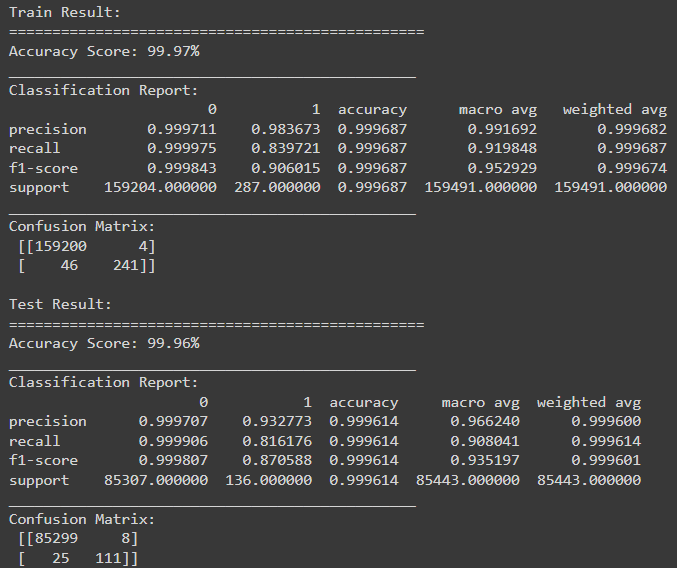 Train Result:
================================================
Accuracy Score: 99.97%
_______________________________________________
Classification Report:
                       0           1  accuracy      macro avg   weighted avg
precision       0.999711    0.983673  0.999687       0.991692       0.999682
recall          0.999975    0.839721  0.999687       0.919848       0.999687
f1-score        0.999843    0.906015  0.999687       0.952929       0.999674
support    159204.000000  287.000000  0.999687  159491.000000  159491.000000
_______________________________________________
Confusion Matrix:
 [[159200      4]
 [    46    241]]

Test Result:
================================================
Accuracy Score: 99.96%
_______________________________________________
Classification Report:
                      0           1  accuracy     macro avg  weighted avg
precision      0.999707    0.932773  0.999614      0.966240      0.999600
recall         0.999906    0.816176  0.999614      0.908041      0.999614
f1-score       0.999807    0.870588  0.999614      0.935197      0.999601
support    85307.000000  136.000000  0.999614  85443.000000  85443.000000
_______________________________________________
Confusion Matrix:
 [[85299     8]
 [   25   111]]